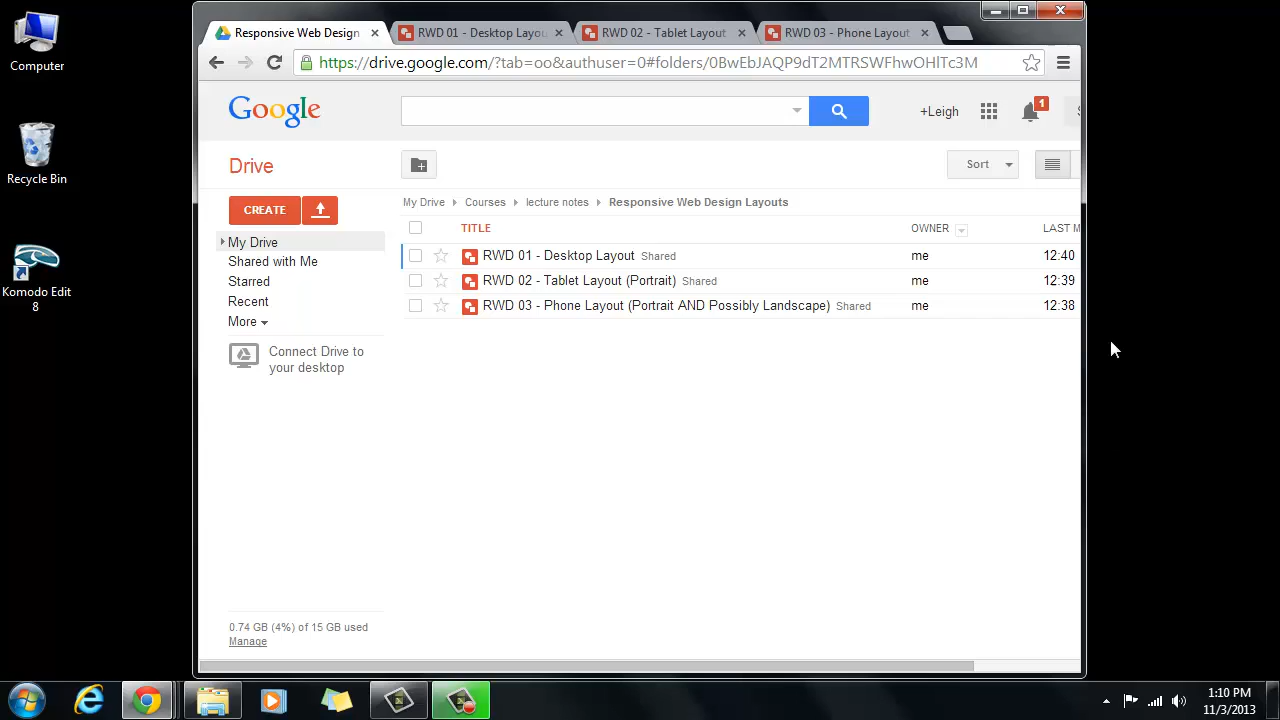 Computer
Recycle Bin
Komodo Edit
8
Responsive Web Design
RWD 01 - Desktop Layou
RWD 02 - Tablet Layout
RWD 03 - Phone Layout
https://drive.google.com/?tab=oo&authuser=0#folders/0BwEbJAQP9dT2MTRSWFhwOHlTc3M
Google
+Leigh
1
Drive
Sort
CREATE
My Drive
Shared with Me
Starred
Recent
More
Connect Drive to
your desktop
0.74 GB (4%) of 15 GB used
Manage
My Drive Courses lecture notes Responsive Web Design Layouts
TITLE OWNER LAST M
RWD 01 - Desktop Layout Shared me 12:40
RWD 02 - Tablet Layout (Portrait) Shared me 12:39
RWD 03 - Phone Layout (Portrait AND Possibly Landscape) Shared me 12:38
1:10 PM
11/3/2013